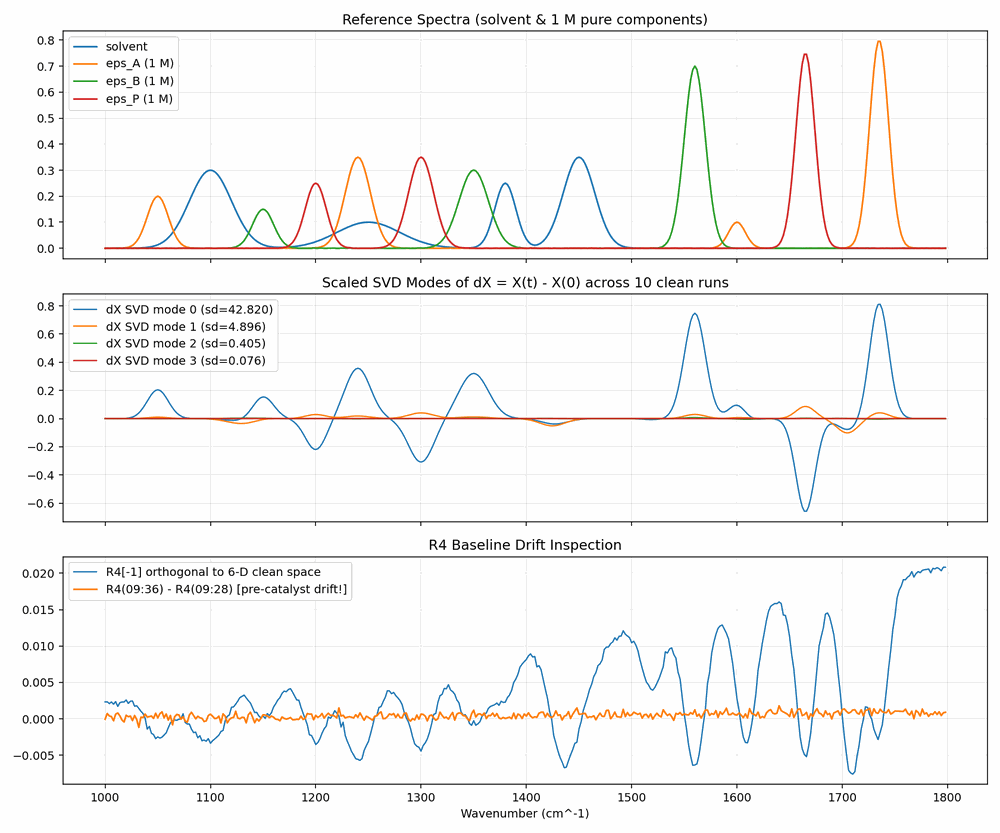 Reference Spectra (solvent & 1 M pure components)
0.8
0.7
0.6
0.5
0.4
0.3
0.2
0.1
0.0
solvent
eps_A (1 M)
eps_B (1 M)
eps_P (1 M)
Scaled SVD Modes of dX = X(t) - X(0) across 10 clean runs
0.8
0.6
0.4
0.2
0.0
−0.2
−0.4
−0.6
dX SVD mode 0 (sd=42.820)
dX SVD mode 1 (sd=4.896)
dX SVD mode 2 (sd=0.405)
dX SVD mode 3 (sd=0.076)
R4 Baseline Drift Inspection
0.020
0.015
0.010
0.005
0.000
−0.005
R4[-1] orthogonal to 6-D clean space
R4(09:36) - R4(09:28) [pre-catalyst drift!]
1000 1100 1200 1300 1400 1500 1600 1700 1800
Wavenumber (cm^-1)